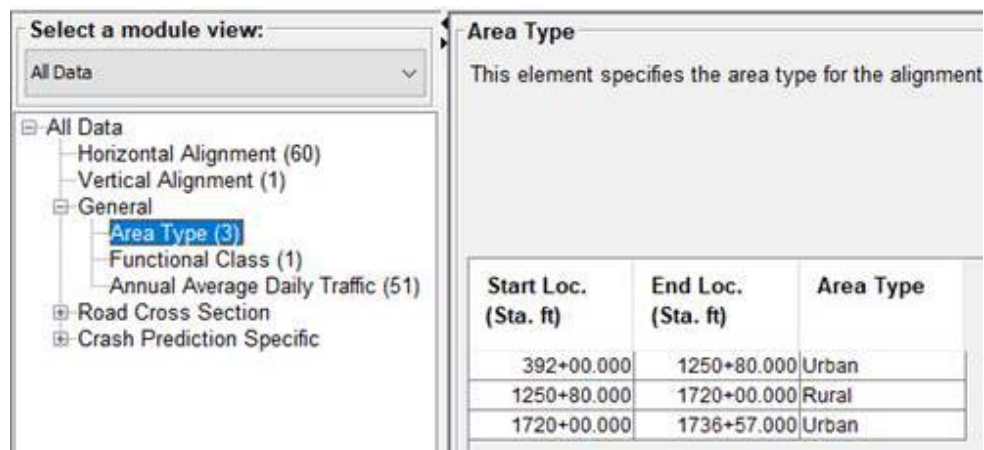 Select a module view:
All Data
All Data
Horizontal Alignment (60)
Vertical Alignment (1)
General
Area Type (3)
Functional Class (1)
Annual Average Daily Traffic (51)
Road Cross Section
Crash Prediction Specific
Area Type
This element specifies the area type for the alignment
Start Loc. (Sta. ft) End Loc. (Sta. ft) Area Type
392+00.000 1250+80.000 Urban
1250+80.000 1720+00.000 Rural
1720+00.000 1736+57.000 Urban